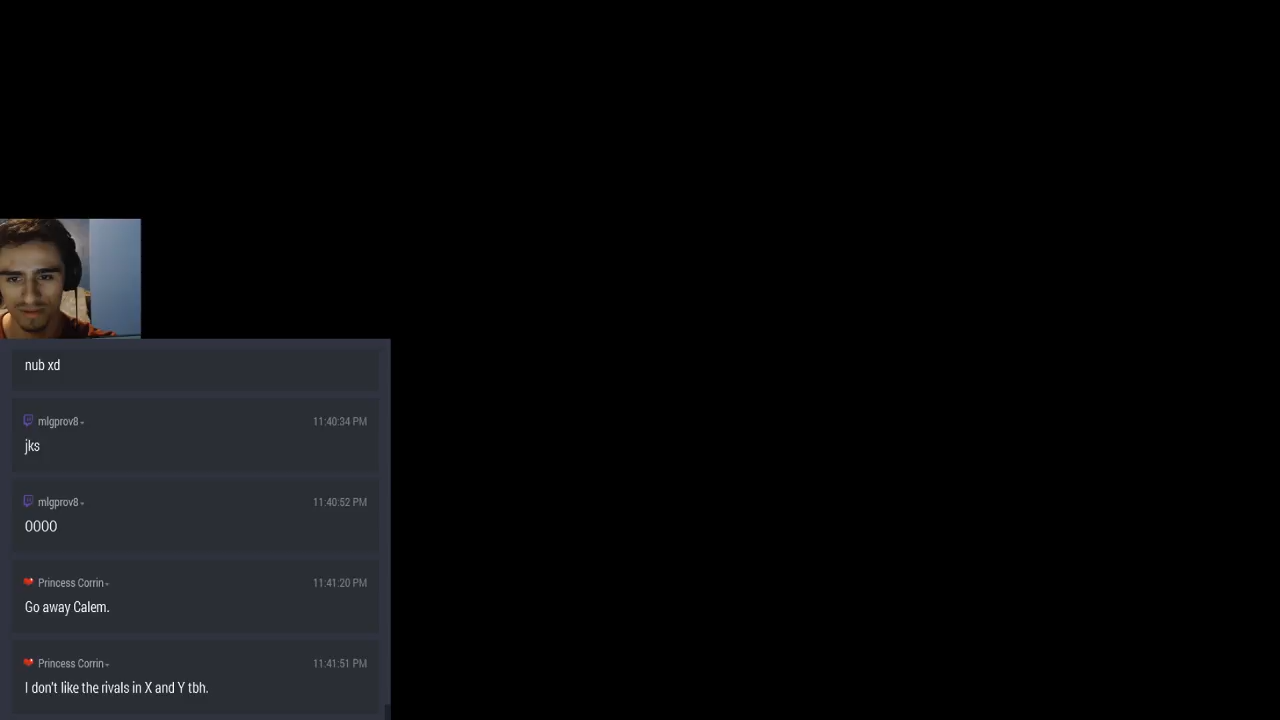 nub xd
mlgprov8
11:40:34 PM
jks
mlgprov8
11:40:52 PM
0000
Princess Corrin
11:41:20 PM
Go away Calem.
Princess Corrin
11:41:51 PM
I don't like the rivals in X and Y tbh.